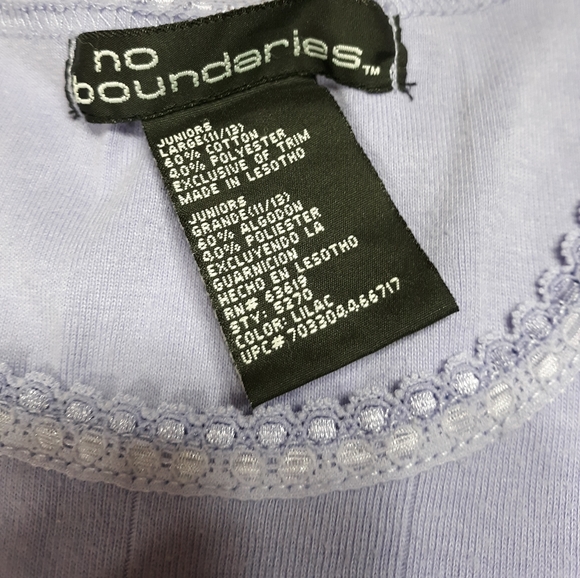 no
boundaries™
JUNIORS
LARGE(11/13)
60% COTTON
40% POLYESTER
EXCLUSIVE OF TRIM
MADE IN LESOTHO
JUNIORS
GRANDE(11/13)
60% ALGODON
40% POLIESTER
EXCLUYENDO LA
GUARNICION
HECHO EN LESOTHO
RN# 63619
STY: 5270
COLOR: LILAC
UPC# 703304466717